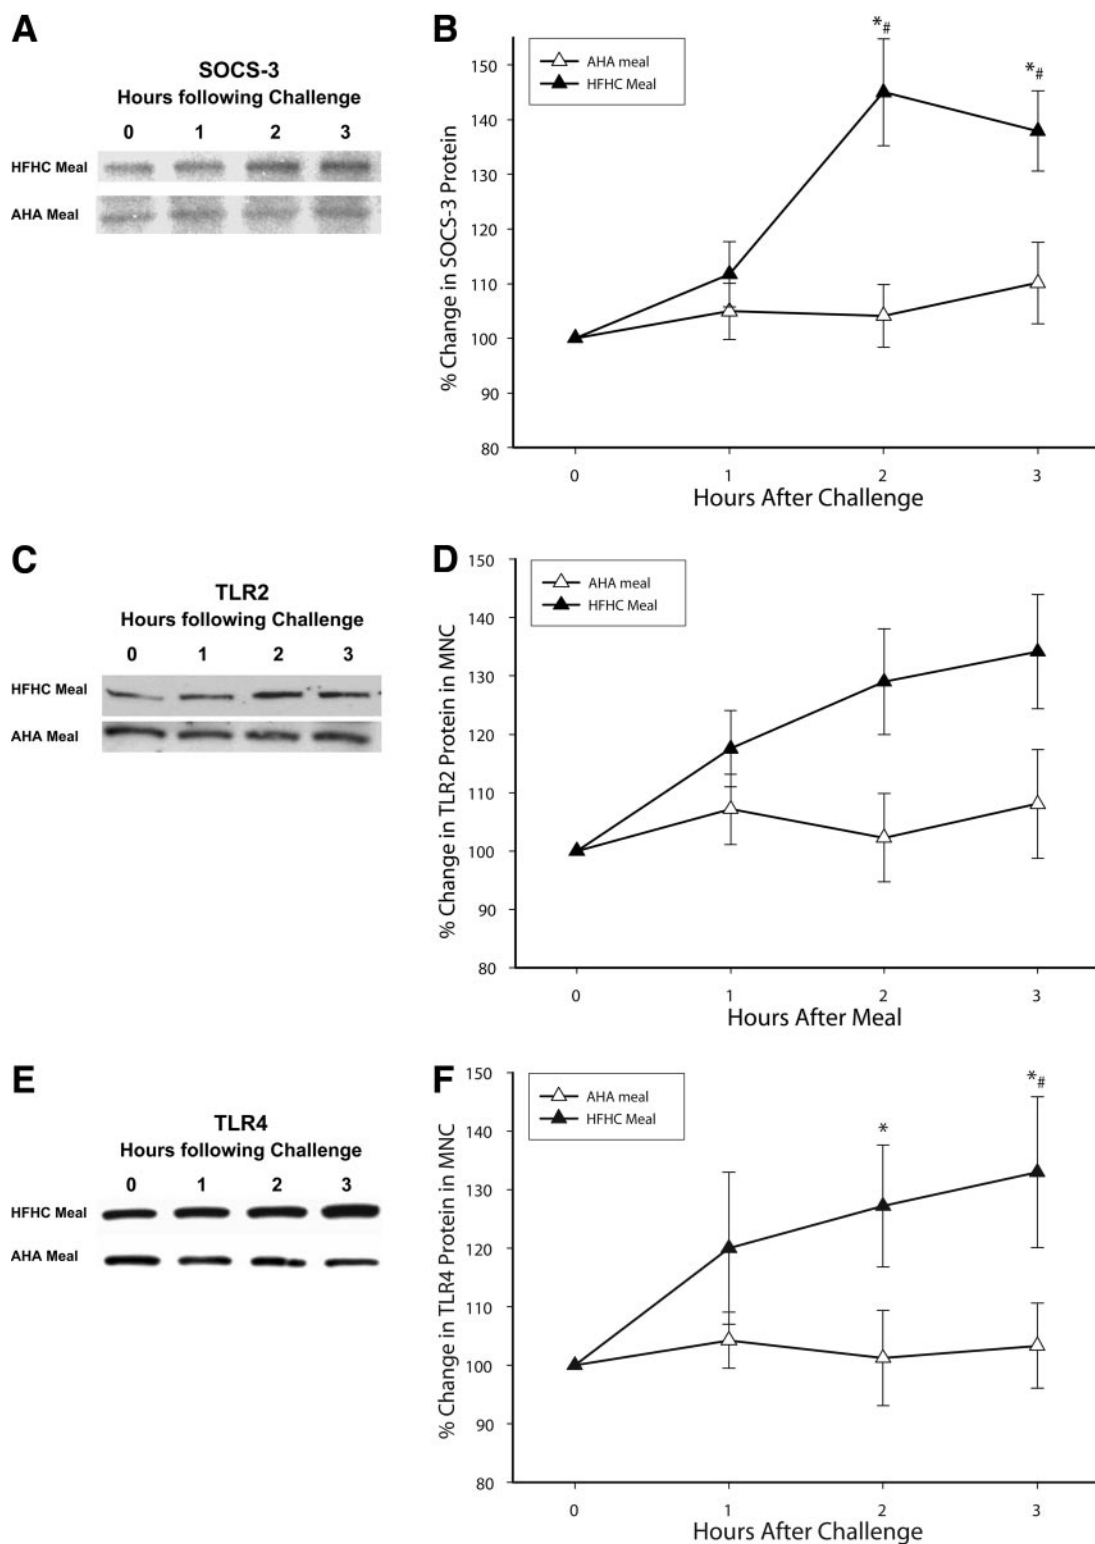 A
SOCS-3
Hours following Challenge
0 1 2 3
HFHC Meal
AHA Meal
B
AHA meal
HFHC Meal
*#
*#
150
140
130
120
110
100
90
80
% Change in SOCS-3 Protein
0 1 2 3
Hours After Challenge
C
TLR2
Hours following Challenge
0 1 2 3
HFHC Meal
AHA Meal
D
AHA meal
HFHC Meal
150
140
130
120
110
100
90
80
% Change in TLR2 Protein in MNC
0 1 2 3
Hours After Meal
E
TLR4
Hours following Challenge
0 1 2 3
HFHC Meal
AHA Meal
F
AHA meal
HFHC Meal
*
*#
150
140
130
120
110
100
90
80
% Change in TLR4 Protein in MNC
0 1 2 3
Hours After Challenge